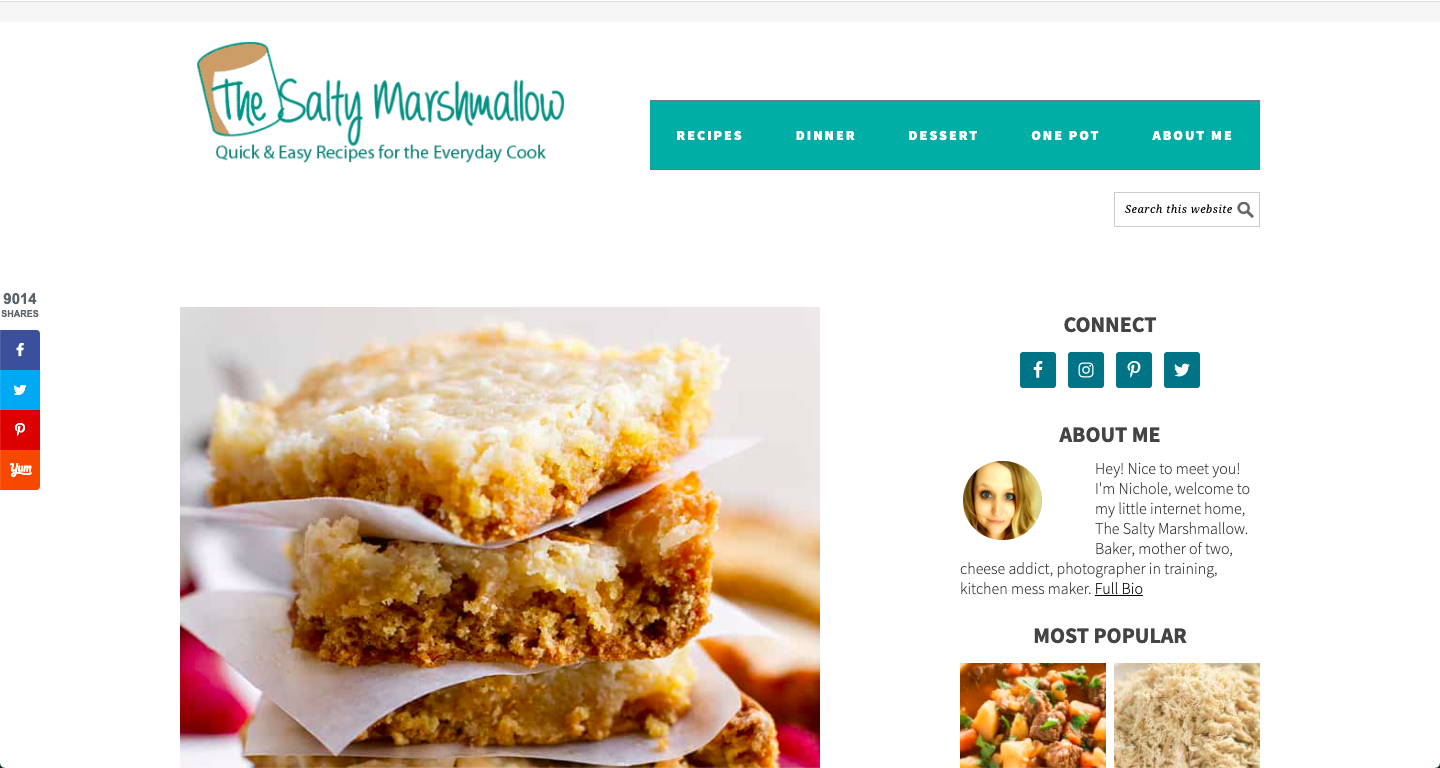 The Salty Marshmallow
Quick & Easy Recipes for the Everyday Cook
RECIPES DINNER DESSERT ONE POT ABOUT ME
Search this website
9014
SHARES
Yum
CONNECT
ABOUT ME
Hey! Nice to meet you!
I'm Nichole, welcome to
my little internet home,
The Salty Marshmallow.
Baker, mother of two,
cheese addict, photographer in training,
kitchen mess maker. Full Bio
MOST POPULAR